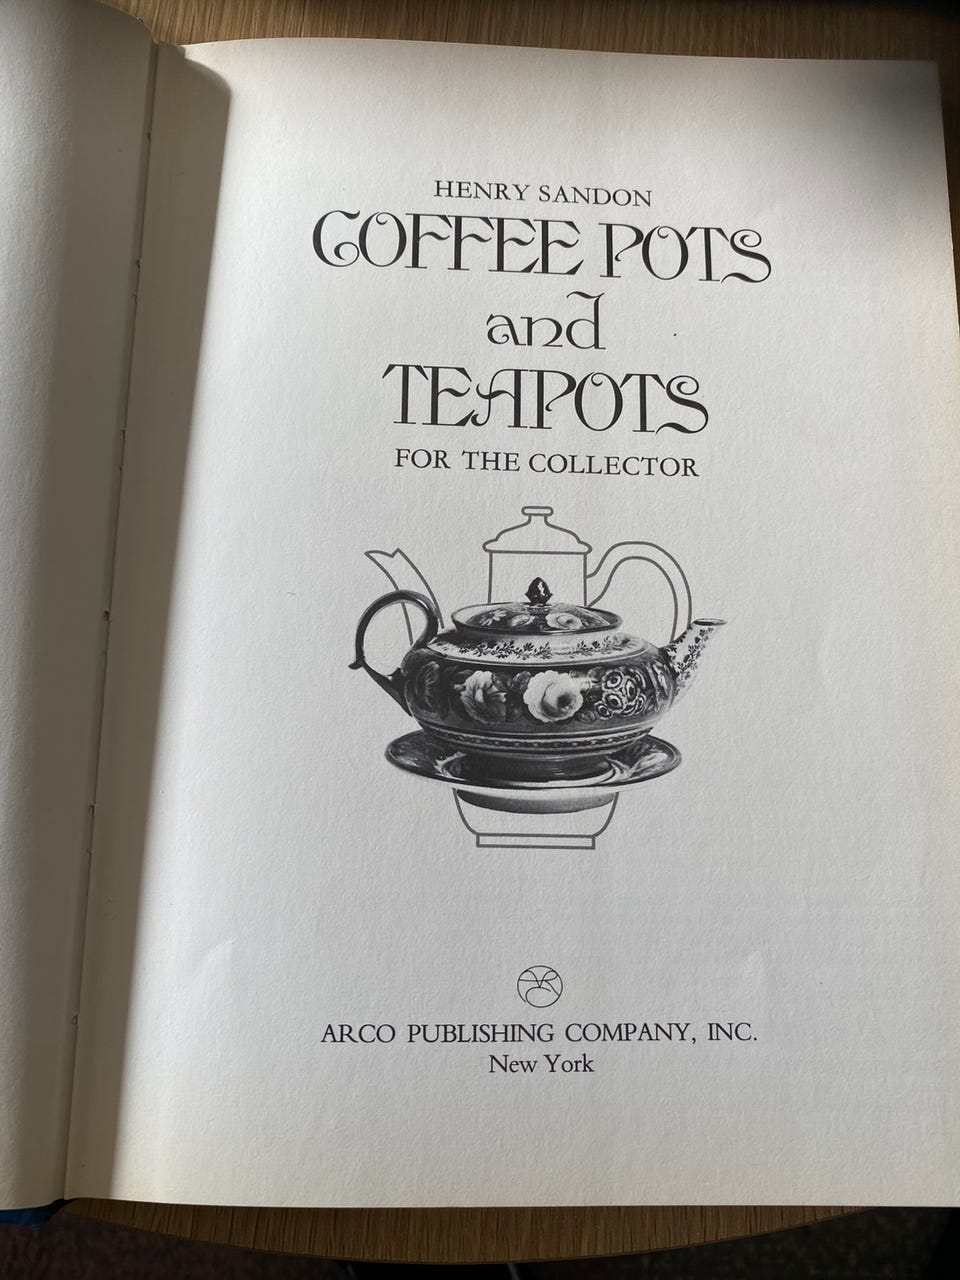 HENRY SANDON
COFFEE POTS
and
TEAPOTS
FOR THE COLLECTOR
ARCO PUBLISHING COMPANY, INC.
New York